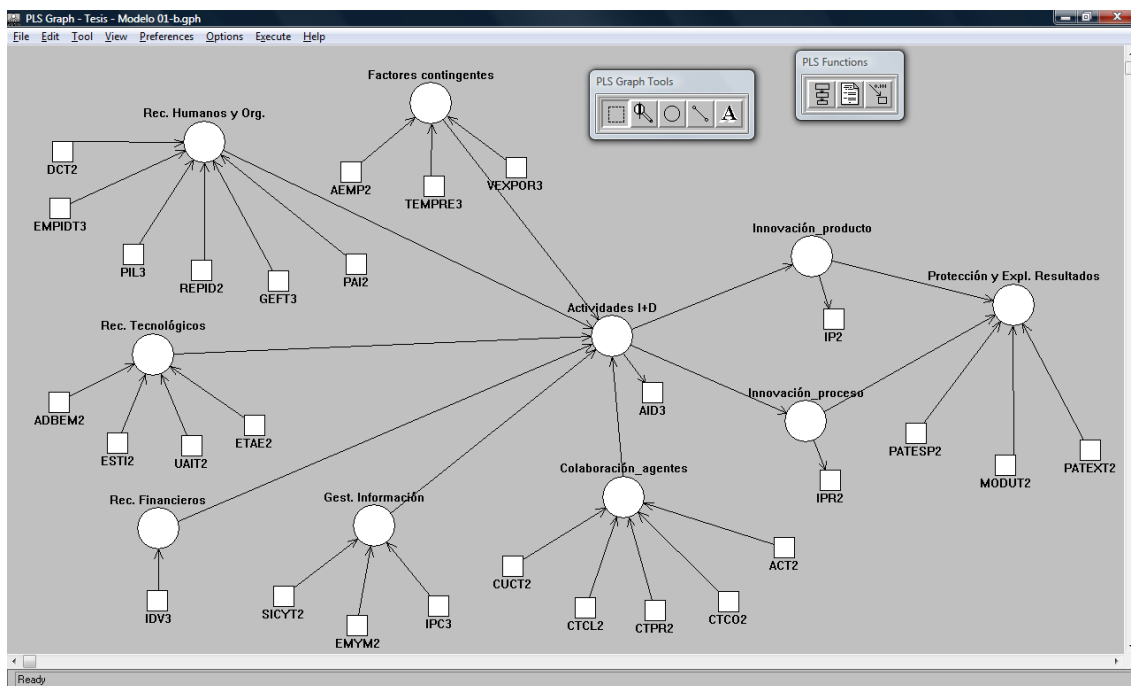 PLS Graph - Tesis - Modelo 01-b.gph
File Edit Tool View Preferences Options Execute Help
PLS Functions
PLS Graph Tools
A
Factores contingentes
Rec. Humanos y Org.
DCT2
AEMP2
VEXPOR3
TEMPRE3
EMPIDT3
PIL3
REPID2
GEFT3
PAI2
Innovación_producto
Protección y Expl. Resultados
Actividades I+D
Rec. Tecnológicos
IP2
AID3
Innovación_proceso
ADBEM2
ESTI2
UAIT2
ETAE2
PATESP2
MODUT2
PATEXT2
Colaboración_agentes
IPR2
Rec. Financieros
Gest. Información
ACT2
CUCT2
IDV3
SICYT2
EMYM2
IPC3
CTCL2
CTPR2
CTCO2
Ready